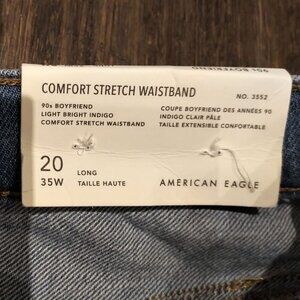 COMFORT STRETCH WAISTBAND
NO. 3552
90s BOYFRIEND
LIGHT BRIGHT INDIGO
COMFORT STRETCH WAISTBAND
COUPE BOYFRIEND DES ANNÉES 90
INDIGO CLAIR PÂLE
TAILLE EXTENSIBLE CONFORTABLE
20 LONG
35W TAILLE HAUTE
AMERICAN EAGLE